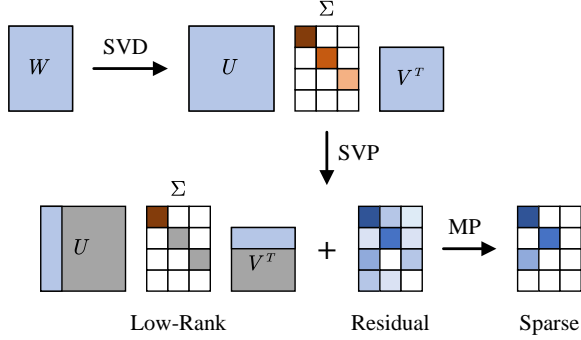 Σ
W
SVD
U
V^T
SVP
Σ
U
V^T
+
MP
Low-Rank
Residual
Sparse